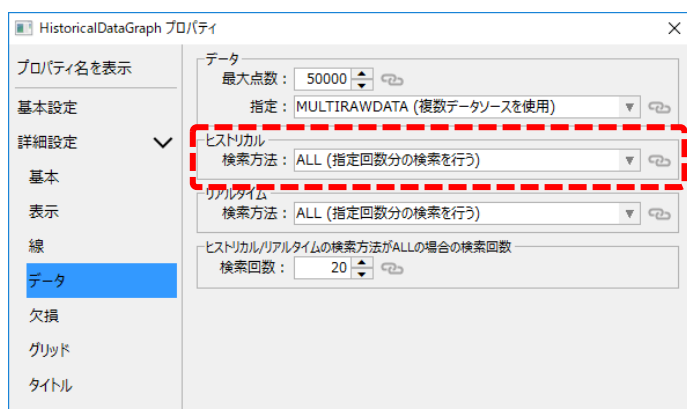 HistoricalDataGraph プロパティ
プロパティ名を表示
基本設定
詳細設定
基本
表示
線
データ
欠損
グリッド
タイトル
データ
最大点数： 50000
指定： MULTIRAWDATA (複数データソースを使用)
ヒストリカル
検索方法： ALL (指定回数分の検索を行う)
リアルタイム
検索方法： ALL (指定回数分の検索を行う)
ヒストリカル/リアルタイムの検索方法がALLの場合の検索回数
検索回数： 20